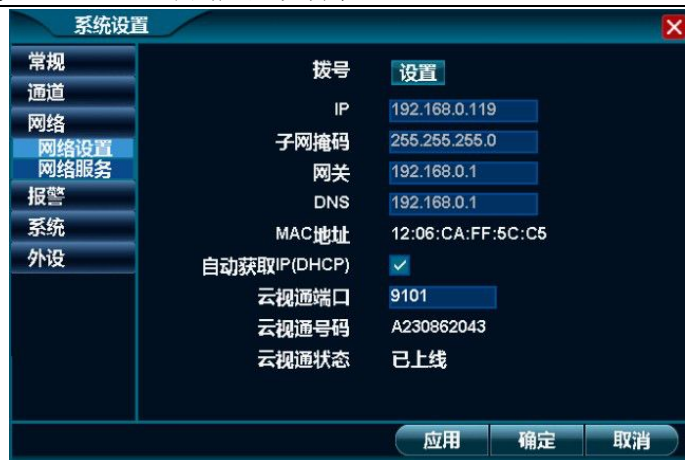 系统设置
常规
通道
网络
网络设置
网络服务
报警
系统
外设
拨号 设置
IP 192.168.0.119
子网掩码 255.255.255.0
网关 192.168.0.1
DNS 192.168.0.1
MAC地址 12:06:CA:FF:5C:C5
自动获取IP(DHCP)
云视通端口 9101
云视通号码 A230862043
云视通状态 已上线
应用 确定 取消